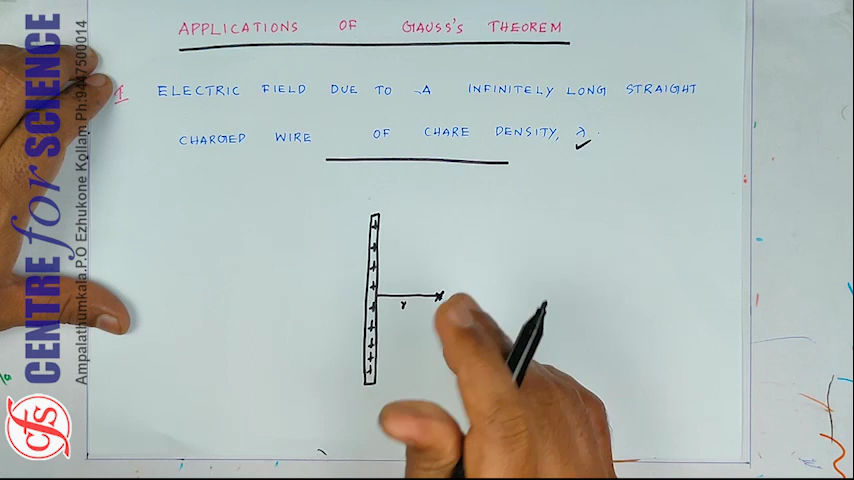 APPLICATIONS OF GAUSS'S THEOREM
1 ELECTRIC FIELD DUE TO A INFINITELY LONG STRAIGHT
CHARGED WIRE OF CHARE DENSITY, λ.
+
+
+
+
+
+
+
+
+
r
CENTRE for SCIENCE
Ampalathumkala.P.O Ezhukone Kollam Ph:9447500014
cfs